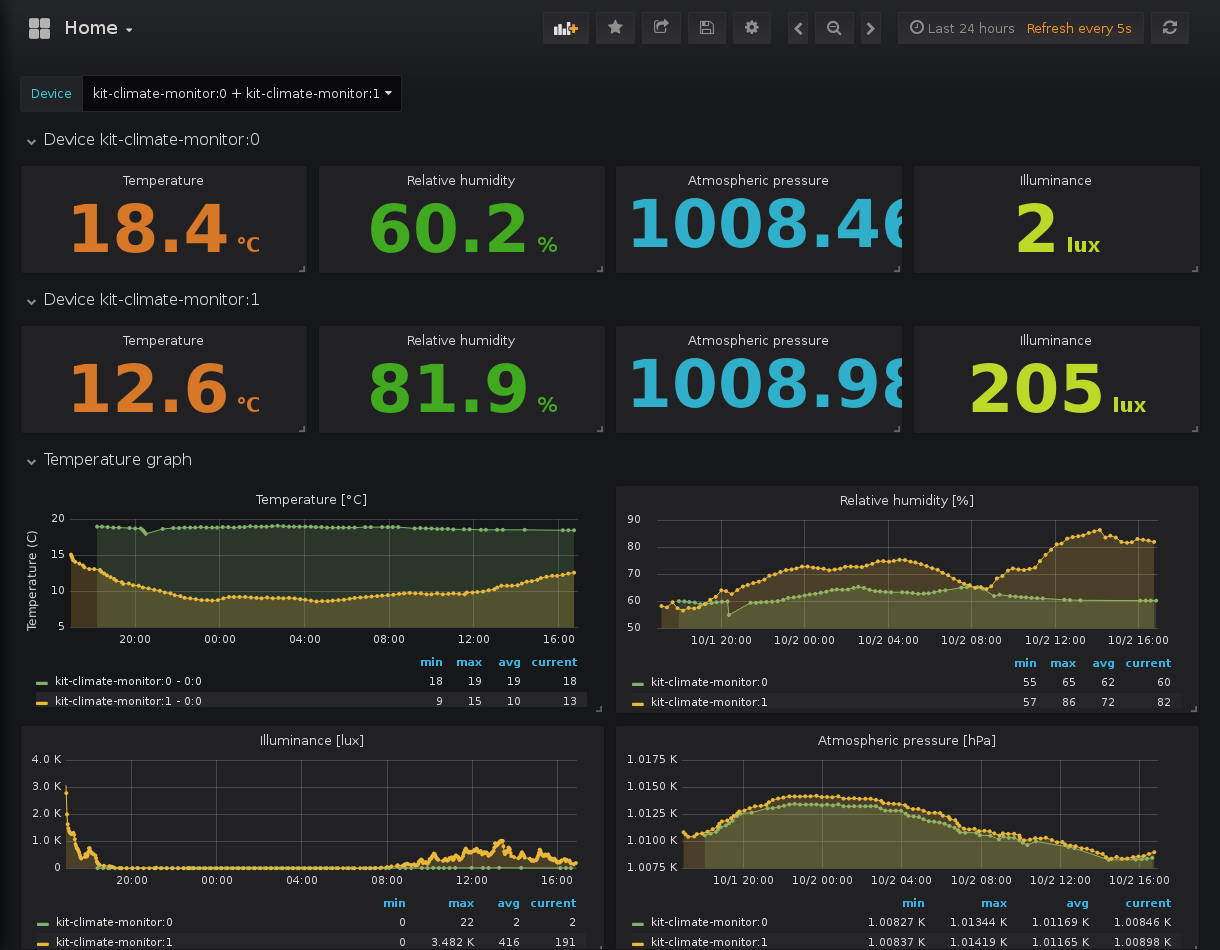 Home
Last 24 hours Refresh every 5s
Device kit-climate-monitor:0 + kit-climate-monitor:1
Device kit-climate-monitor:0
Temperature Relative humidity Atmospheric pressure Illuminance
18.4 °C 60.2 % 1008.46 2 lux
Device kit-climate-monitor:1
Temperature Relative humidity Atmospheric pressure Illuminance
12.6 °C 81.9 % 1008.98 205 lux
Temperature graph
Temperature [°C]
Temperature (C)
20
15
10
5
20:00 00:00 04:00 08:00 12:00 16:00
min max avg current
kit-climate-monitor:0 - 0:0 18 19 19 18
kit-climate-monitor:1 - 0:0 9 15 10 13
Relative humidity [%]
90
80
70
60
50
10/1 20:00 10/2 00:00 10/2 04:00 10/2 08:00 10/2 12:00 10/2 16:00
min max avg current
kit-climate-monitor:0 55 65 62 60
kit-climate-monitor:1 57 86 72 82
Illuminance [lux]
4.0 K
3.0 K
2.0 K
1.0 K
0
20:00 00:00 04:00 08:00 12:00 16:00
min max avg current
kit-climate-monitor:0 0 22 2 2
kit-climate-monitor:1 0 3.482 K 416 191
Atmospheric pressure [hPa]
1.0175 K
1.0150 K
1.0125 K
1.0100 K
1.0075 K
10/1 20:00 10/2 00:00 10/2 04:00 10/2 08:00 10/2 12:00 10/2 16:00
min max avg current
kit-climate-monitor:0 1.00827 K 1.01344 K 1.01169 K 1.00846 K
kit-climate-monitor:1 1.00837 K 1.01419 K 1.01165 K 1.00898 K